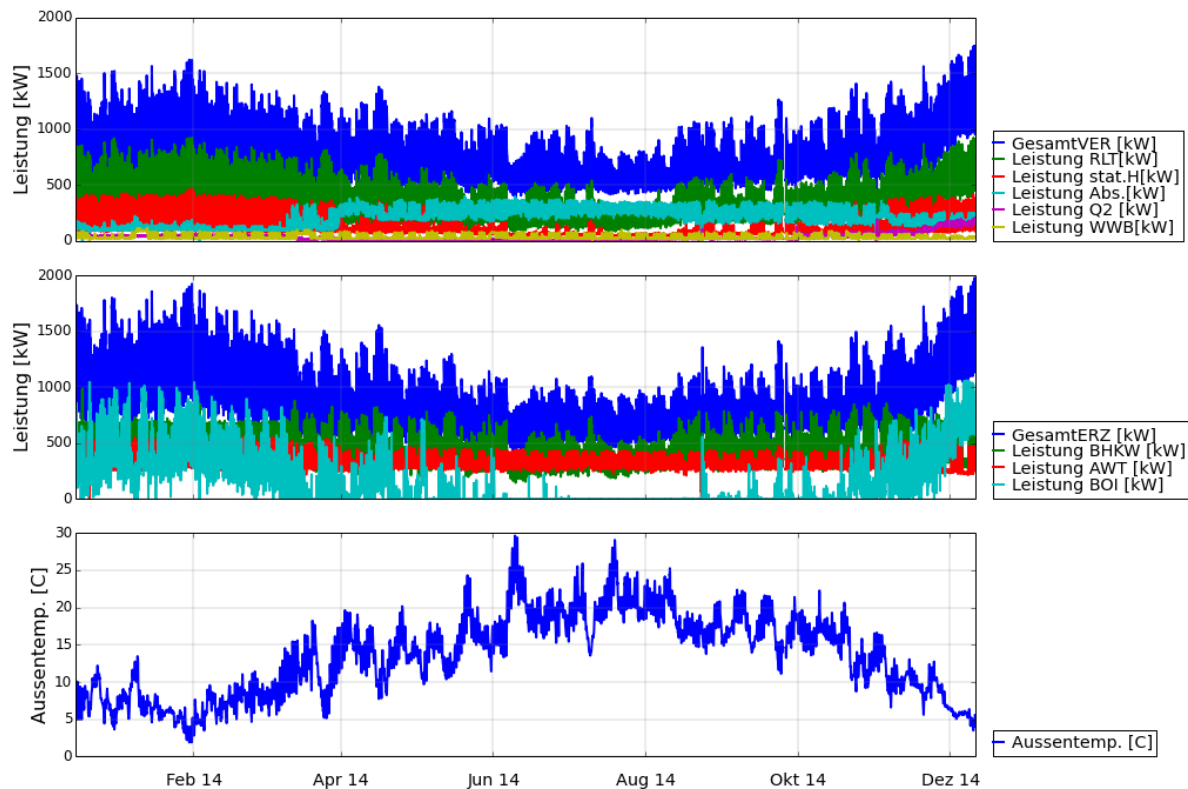 2000
1500
1000
500
0
Leistung [kW]
GesamtVER [kW]
Leistung RLT[kW]
Leistung stat.H[kW]
Leistung Abs.[kW]
Leistung Q2 [kW]
Leistung WWB[kW]
2000
1500
1000
500
0
Leistung [kW]
GesamtERZ [kW]
Leistung BHKW [kW]
Leistung AWT [kW]
Leistung BOI [kW]
30
25
20
15
10
5
0
Aussentemp. [C]
Aussentemp. [C]
Feb 14 Apr 14 Jun 14 Aug 14 Okt 14 Dez 14